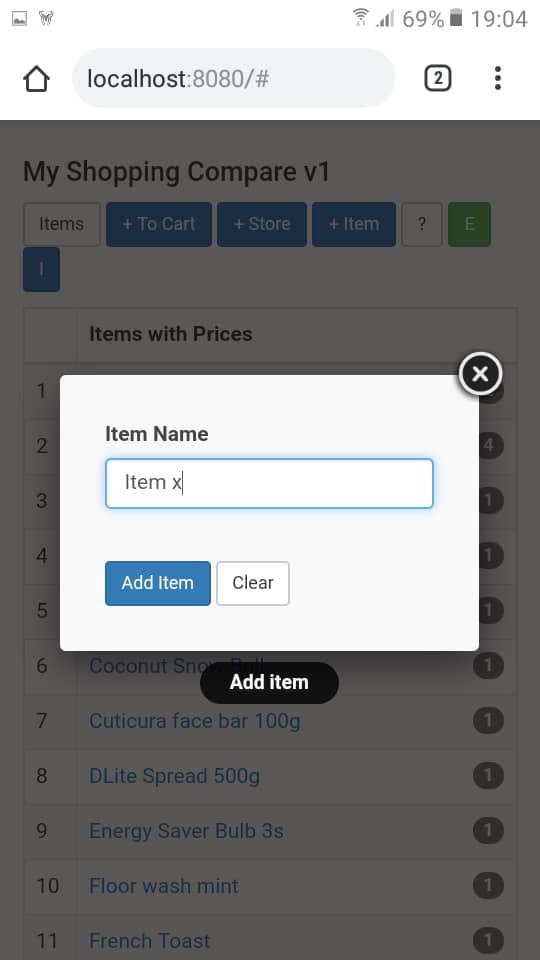 69% 19:04
localhost:8080/#
2
My Shopping Compare v1
Items + To Cart + Store + Item ? E
I
Items with Prices
1
2 4
3 1
4 1
5 1
Item Name
Item x
Add Item Clear
6 Coconut Snow Ball 1
Add item
7 Cuticura face bar 100g 1
8 DLite Spread 500g 1
9 Energy Saver Bulb 3s 1
10 Floor wash mint 1
11 French Toast 1